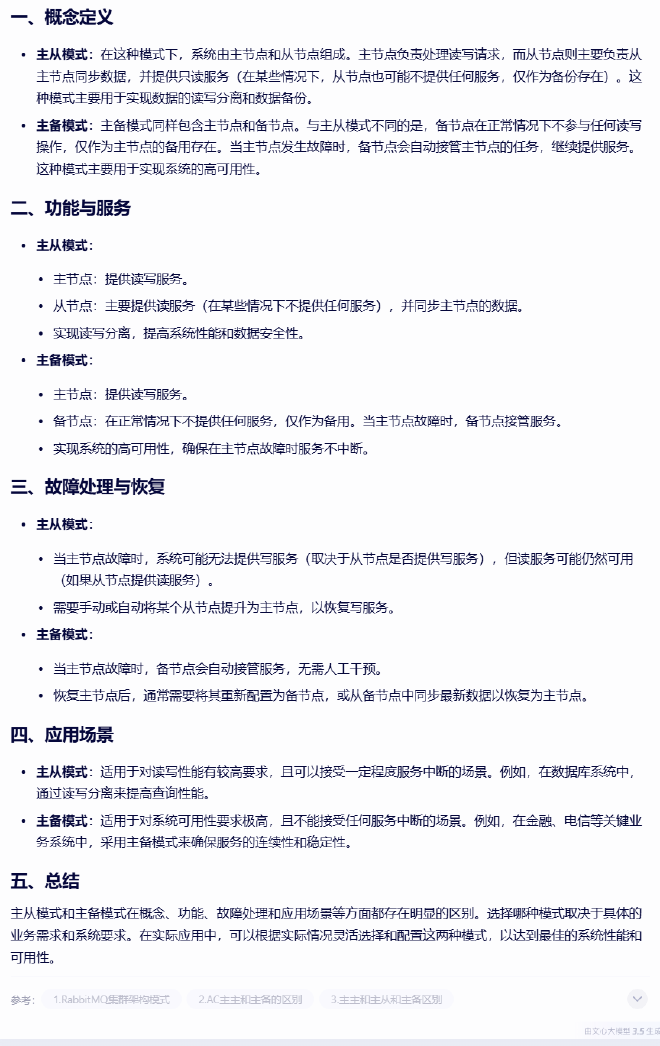 一、概念定义
• 主从模式：在这种模式下，系统由主节点和从节点组成。主节点负责处理读写请求，而从节点则主要负责从
主节点同步数据，并提供只读服务（在某些情况下，从节点也可能不提供任何服务，仅作为备份存在）。这
种模式主要用于实现数据的读写分离和数据备份。
• 主备模式：主备模式同样包含主节点和备节点。与主从模式不同的是，备节点在正常情况下不参与任何读写
操作，仅作为主节点的备用存在。当主节点发生故障时，备节点会自动接管主节点的任务，继续提供服务。
这种模式主要用于实现系统的高可用性。
二、功能与服务
• 主从模式：
• 主节点：提供读写服务。
• 从节点：主要提供读服务（在某些情况下不提供任何服务），并同步主节点的数据。
• 实现读写分离，提高系统性能和数据安全性。
• 主备模式：
• 主节点：提供读写服务。
• 备节点：在正常情况下不提供任何服务，仅作为备用。当主节点故障时，备节点接管服务。
• 实现系统的高可用性，确保在主节点故障时服务不中断。
三、故障处理与恢复
• 主从模式：
• 当主节点故障时，系统可能无法提供写服务（取决于从节点是否提供写服务），但读服务可能仍然可用
（如果从节点提供读服务）。
• 需要手动或自动将某个从节点提升为主节点，以恢复写服务。
• 主备模式：
• 当主节点故障时，备节点会自动接管服务，无需人工干预。
• 恢复主节点后，通常需要将其重新配置为备节点，或从备节点中同步最新数据以恢复为主节点。
四、应用场景
• 主从模式：适用于对读写性能有较高要求，且可以接受一定程度服务中断的场景。例如，在数据库系统中，
通过读写分离来提高查询性能。
• 主备模式：适用于对系统可用性要求极高，且不能接受任何服务中断的场景。例如，在金融、电信等关键业
务系统中，采用主备模式来确保服务的连续性和稳定性。
五、总结
主从模式和主备模式在概念、功能、故障处理和应用场景等方面都存在明显的区别。选择哪种模式取决于具体的
业务需求和系统要求。在实际应用中，可以根据实际情况灵活选择和配置这两种模式，以达到最佳的系统性能和
可用性。
参考： 1.RabbitMQ集群架构模式 2.AC主主和主备的区别 3.主主和主从和主备区别
由文心大模型 3.5 生成